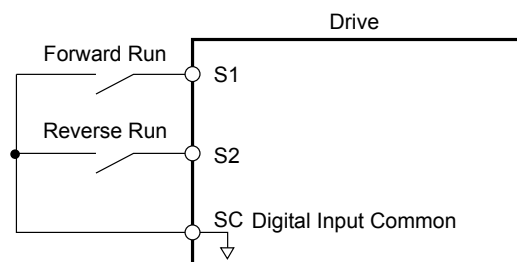 Drive
Forward Run
S1
Reverse Run
S2
SC Digital Input Common